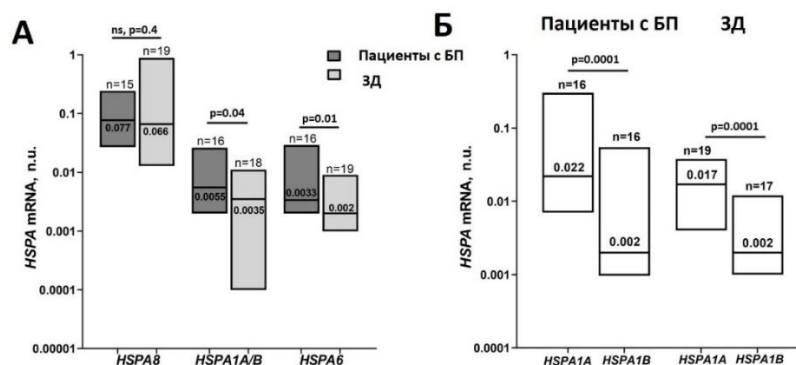 А
ns, p=0.4
n=19
n=15
0.077
0.066
p=0.04
n=16
n=18
0.0055
0.0035
p=0.01
n=16
n=19
0.0033
0.002
Пациенты с БП
ЗД
HSPA mRNA, n.u.
1
0.1
0.01
0.001
0.0001
0.00001
HSPA8 HSPA1A/B HSPA6
Б
Пациенты с БП ЗД
p=0.0001
n=16
n=16
0.022
0.002
p=0.0001
n=19
n=17
0.017
0.002
HSPA mRNA, n.u.
1
0.1
0.01
0.001
0.0001
HSPA1A HSPA1B HSPA1A HSPA1B